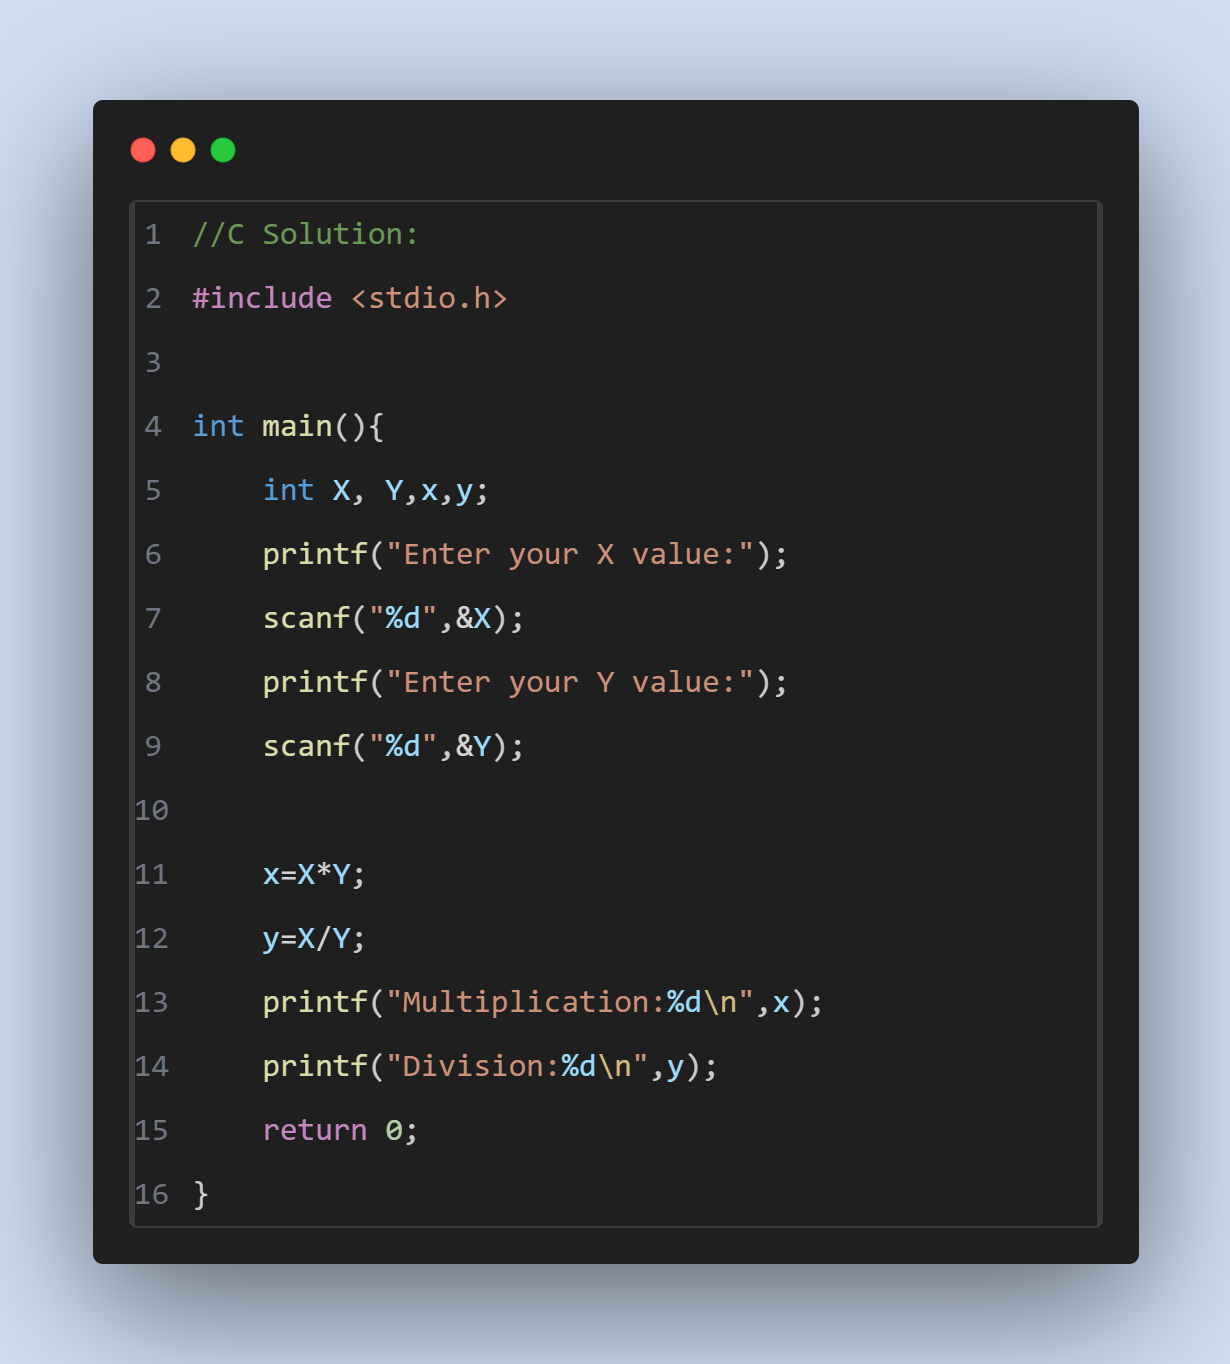 1 //C Solution:
2 #include <stdio.h>
3
4 int main(){
5     int X, Y,x,y;
6     printf("Enter your X value:");
7     scanf("%d",&X);
8     printf("Enter your Y value:");
9     scanf("%d",&Y);
10
11     x=X*Y;
12     y=X/Y;
13     printf("Multiplication:%d\n",x);
14     printf("Division:%d\n",y);
15     return 0;
16 }